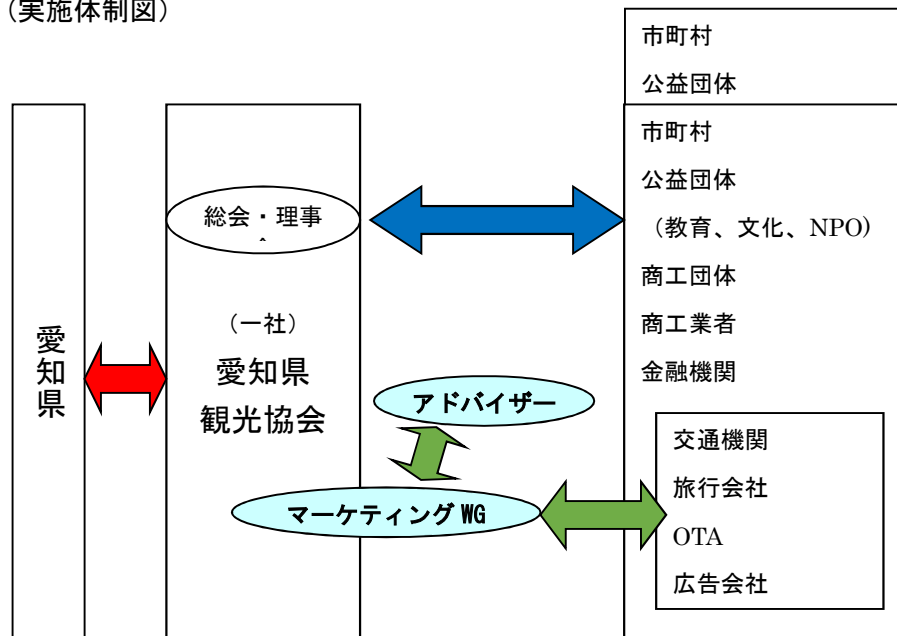 （実施体制図）
市町村
公益団体
市町村
公益団体
（教育、文化、NPO)
商工団体
商工業者
金融機関
総会・理事
愛知県
（一社）
愛知県
観光協会
アドバイザー
マーケティング WG
交通機関
旅行会社
OTA
広告会社